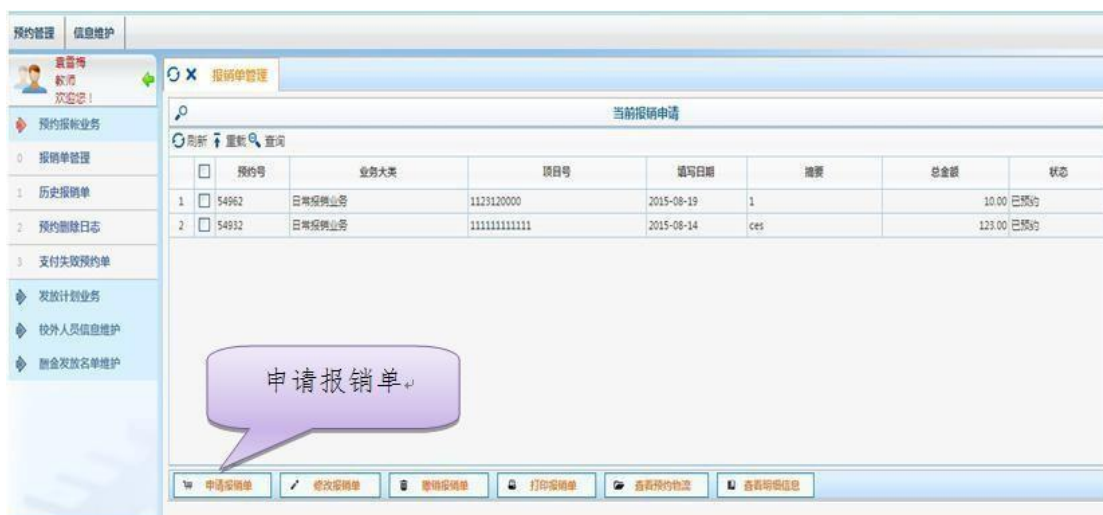 预约管理 信息维护
袁雪梅
教师
欢迎您！
预约报帐业务
0 报销单管理
1 历史报销单
2 预约删除日志
3 支付失败预约单
发放计划业务
校外人员信息维护
酬金发放名单维护
报销单管理
当前报销申请
刷新 重载 查询
预约号 业务大类 项目号 填写日期 摘要 总金额 状态
1 54962 日常报销业务 1123120000 2015-08-19 1 10.00 已预约
2 54932 日常报销业务 111111111111 2015-08-14 ces 123.00 已预约
申请报销单
申请报销单 修改报销单 撤销报销单 打印报销单 查看预约物流 查看明细信息